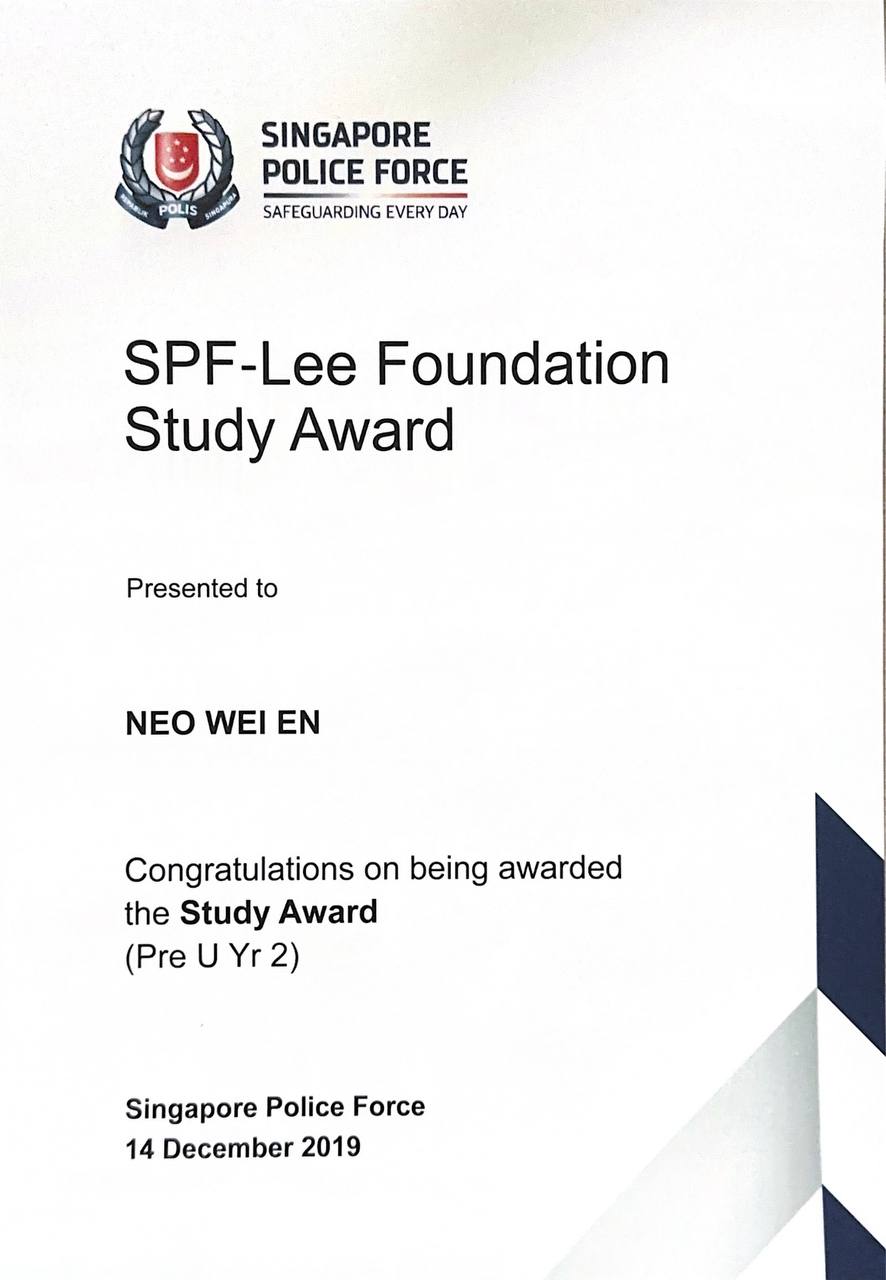 SINGAPORE
POLICE FORCE
SAFEGUARDING EVERY DAY
REPUBLIK POLIS SINGAPURA
SPF-Lee Foundation
Study Award
Presented to
NEO WEI EN
Congratulations on being awarded
the Study Award
(Pre U Yr 2)
Singapore Police Force
14 December 2019